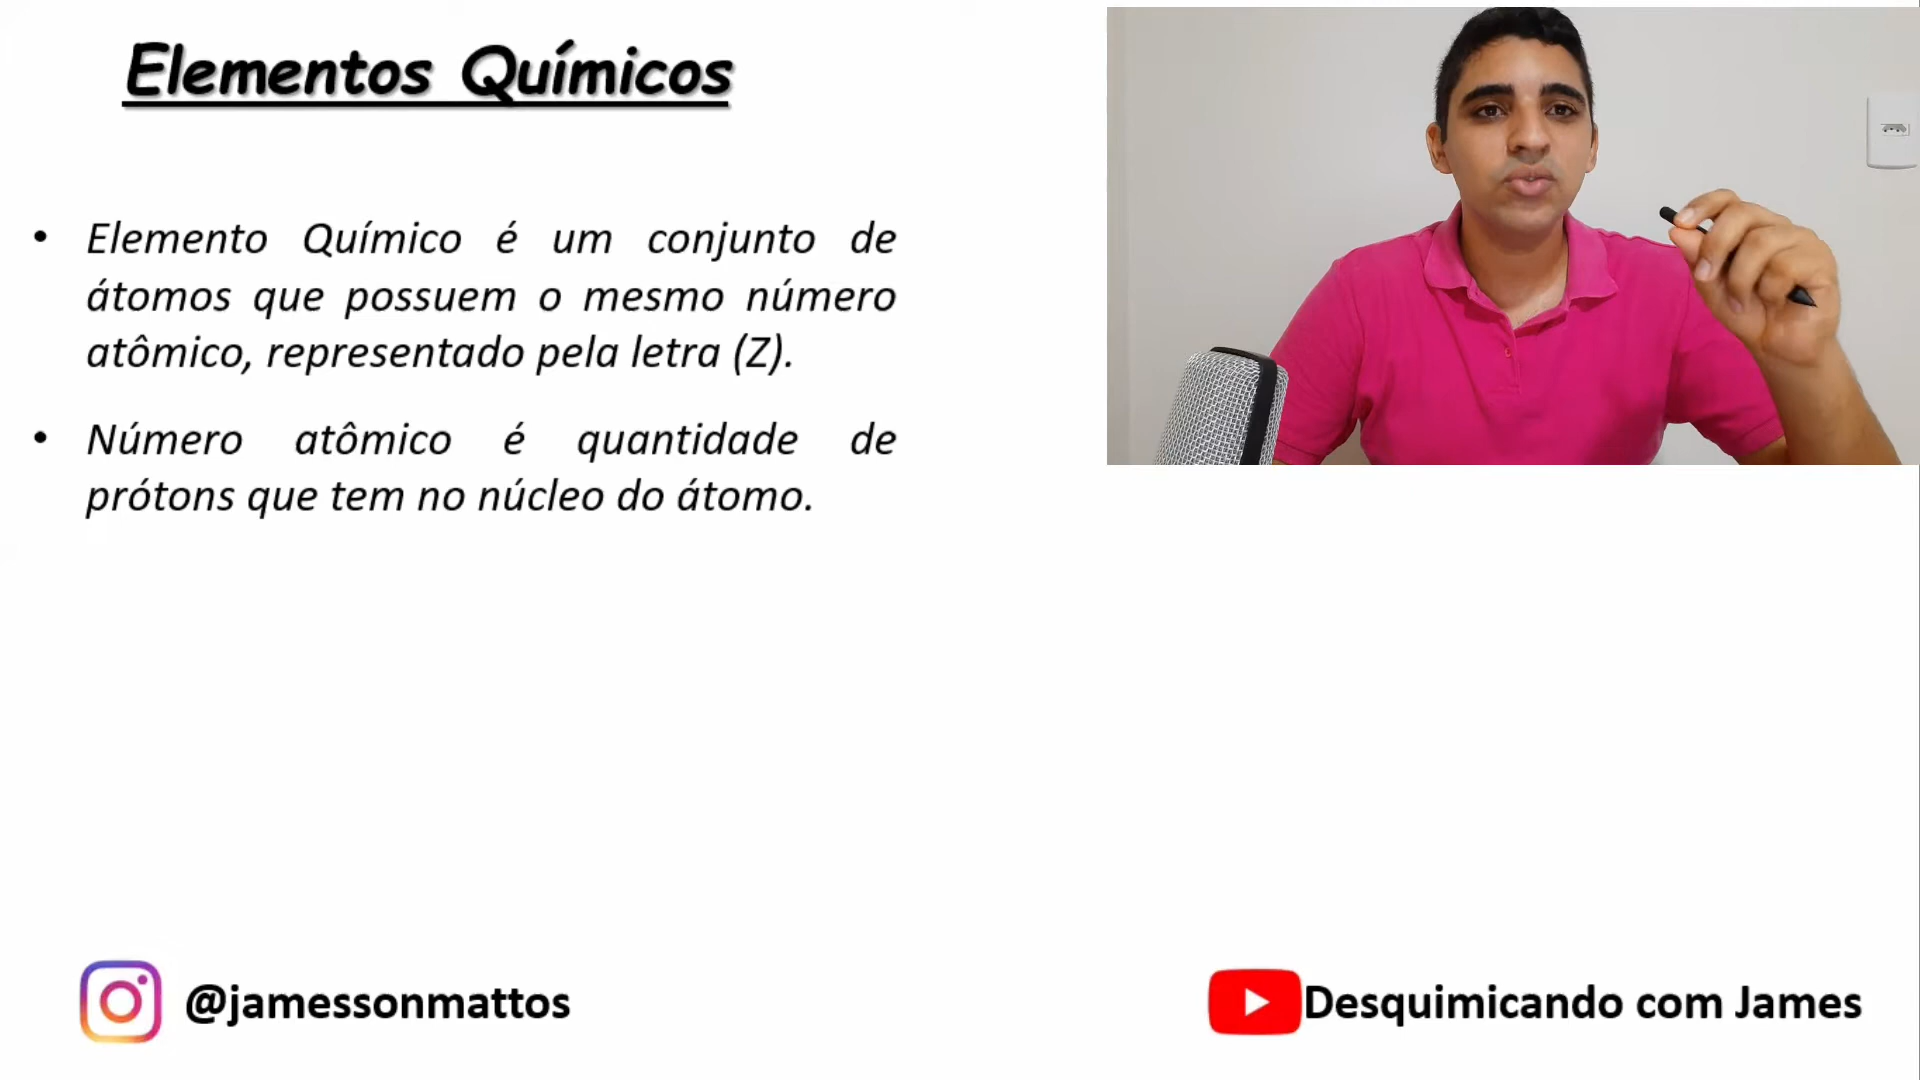 Elementos Químicos
• Elemento Químico é um conjunto de
átomos que possuem o mesmo número
atômico, representado pela letra (Z).
• Número atômico é quantidade de
prótons que tem no núcleo do átomo.
@jamessonmattos
Desquimicando com James